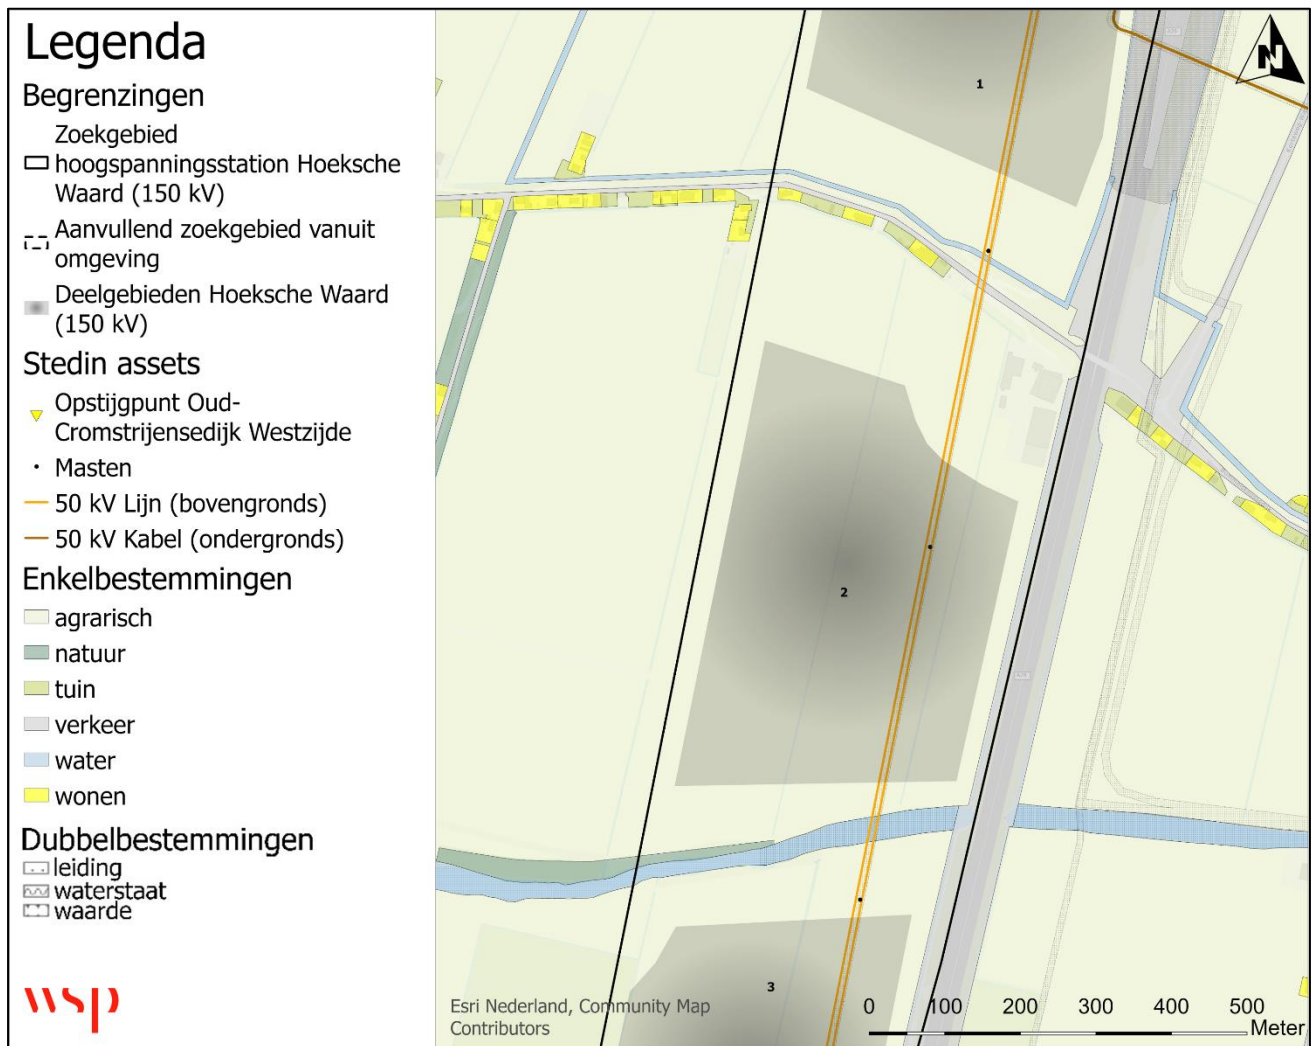 Legenda
Begrenzingen
Zoekgebied
hoogspanningsstation Hoeksche
Waard (150 kV)
Aanvullend zoekgebied vanuit
omgeving
Deelgebieden Hoeksche Waard
(150 kV)
Stedin assets
Opstijgpunt Oud-
Cromstrijensedijk Westzijde
Masten
50 kV Lijn (bovengronds)
50 kV Kabel (ondergronds)
Enkelbestemmingen
agrarisch
natuur
tuin
verkeer
water
wonen
Dubbelbestemmingen
leiding
waterstaat
waarde
wsp
N
1
2
3
Esri Nederland, Community Map
Contributors
0 100 200 300 400 500
Meter